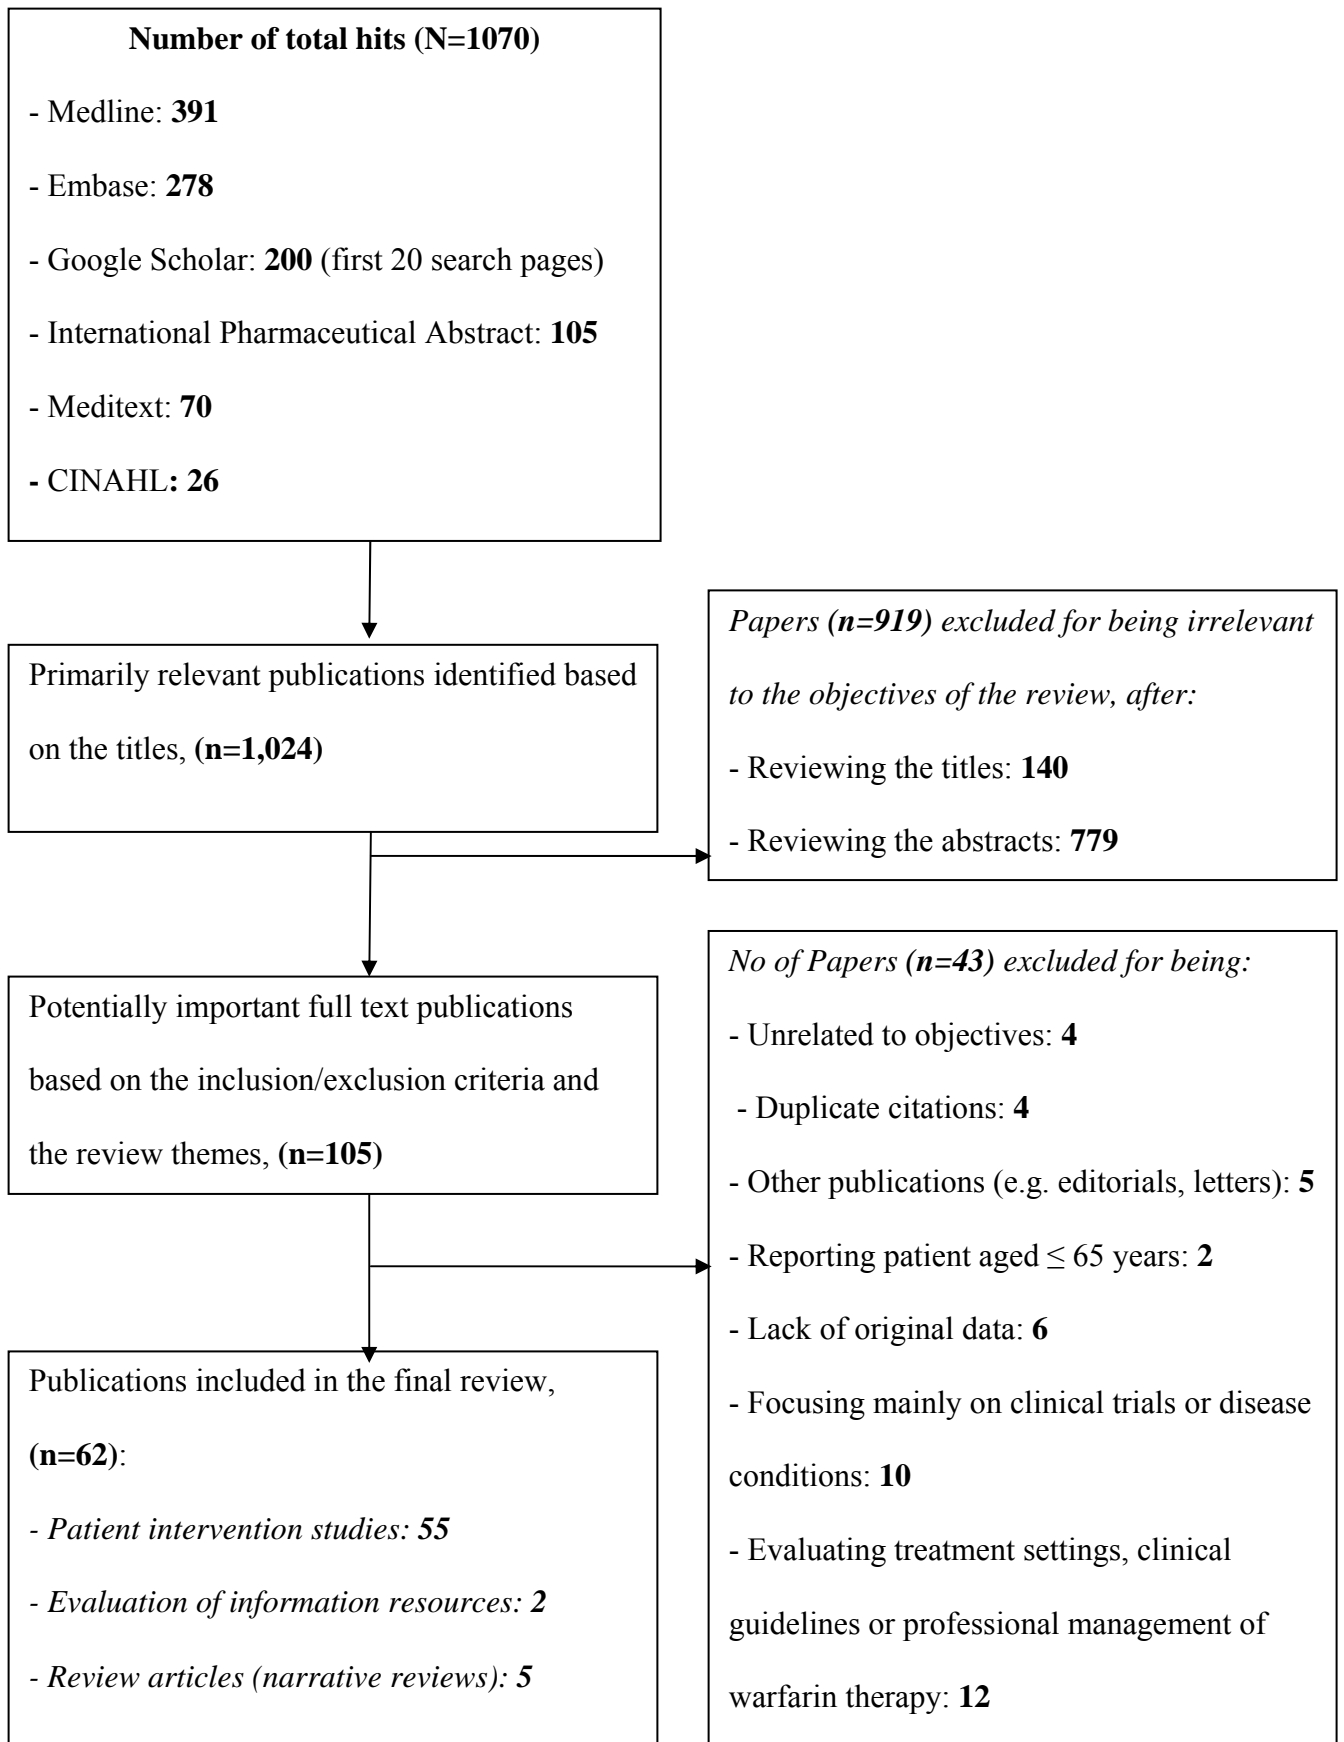 Number of total hits (N=1070)
- Medline: 391
- Embase: 278
- Google Scholar: 200 (first 20 search pages)
- International Pharmaceutical Abstract: 105
- Meditext: 70
- CINAHL: 26
Primarily relevant publications identified based
on the titles, (n=1,024)
Papers (n=919) excluded for being irrelevant
to the objectives of the review, after:
- Reviewing the titles: 140
- Reviewing the abstracts: 779
Potentially important full text publications
based on the inclusion/exclusion criteria and
the review themes, (n=105)
No of Papers (n=43) excluded for being:
- Unrelated to objectives: 4
- Duplicate citations: 4
- Other publications (e.g. editorials, letters): 5
- Reporting patient aged ≤ 65 years: 2
- Lack of original data: 6
- Focusing mainly on clinical trials or disease
conditions: 10
- Evaluating treatment settings, clinical
guidelines or professional management of
warfarin therapy: 12
Publications included in the final review,
(n=62):
- Patient intervention studies: 55
- Evaluation of information resources: 2
- Review articles (narrative reviews): 5